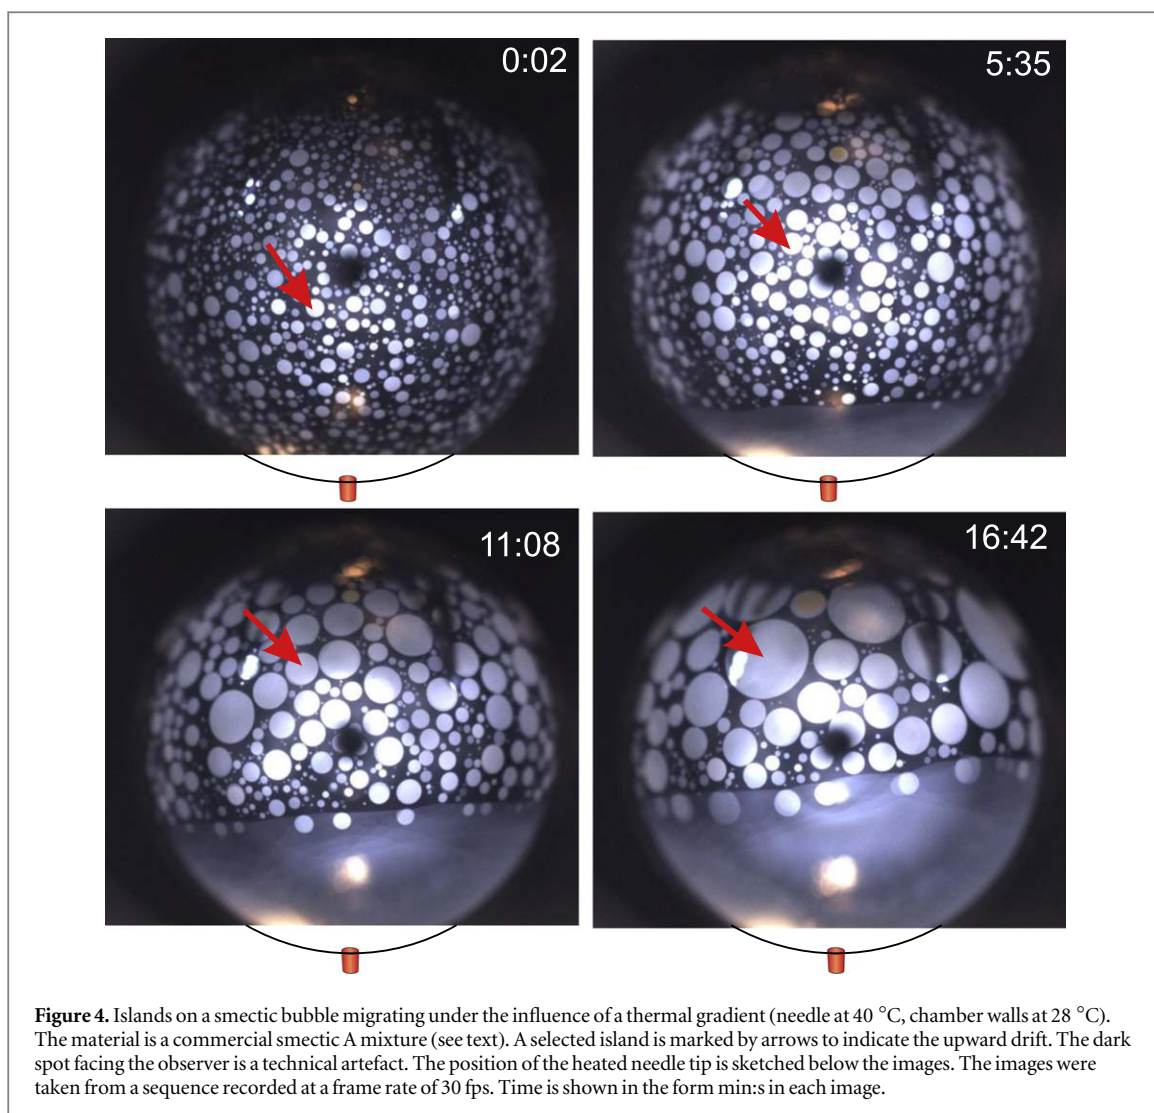 0:02
5:35
11:08
16:42
Figure 4. Islands on a smectic bubble migrating under the influence of a thermal gradient (needle at 40 °C, chamber walls at 28 °C).
The material is a commercial smectic A mixture (see text). A selected island is marked by arrows to indicate the upward drift. The dark
spot facing the observer is a technical artefact. The position of the heated needle tip is sketched below the images. The images were
taken from a sequence recorded at a frame rate of 30 fps. Time is shown in the form min:s in each image.